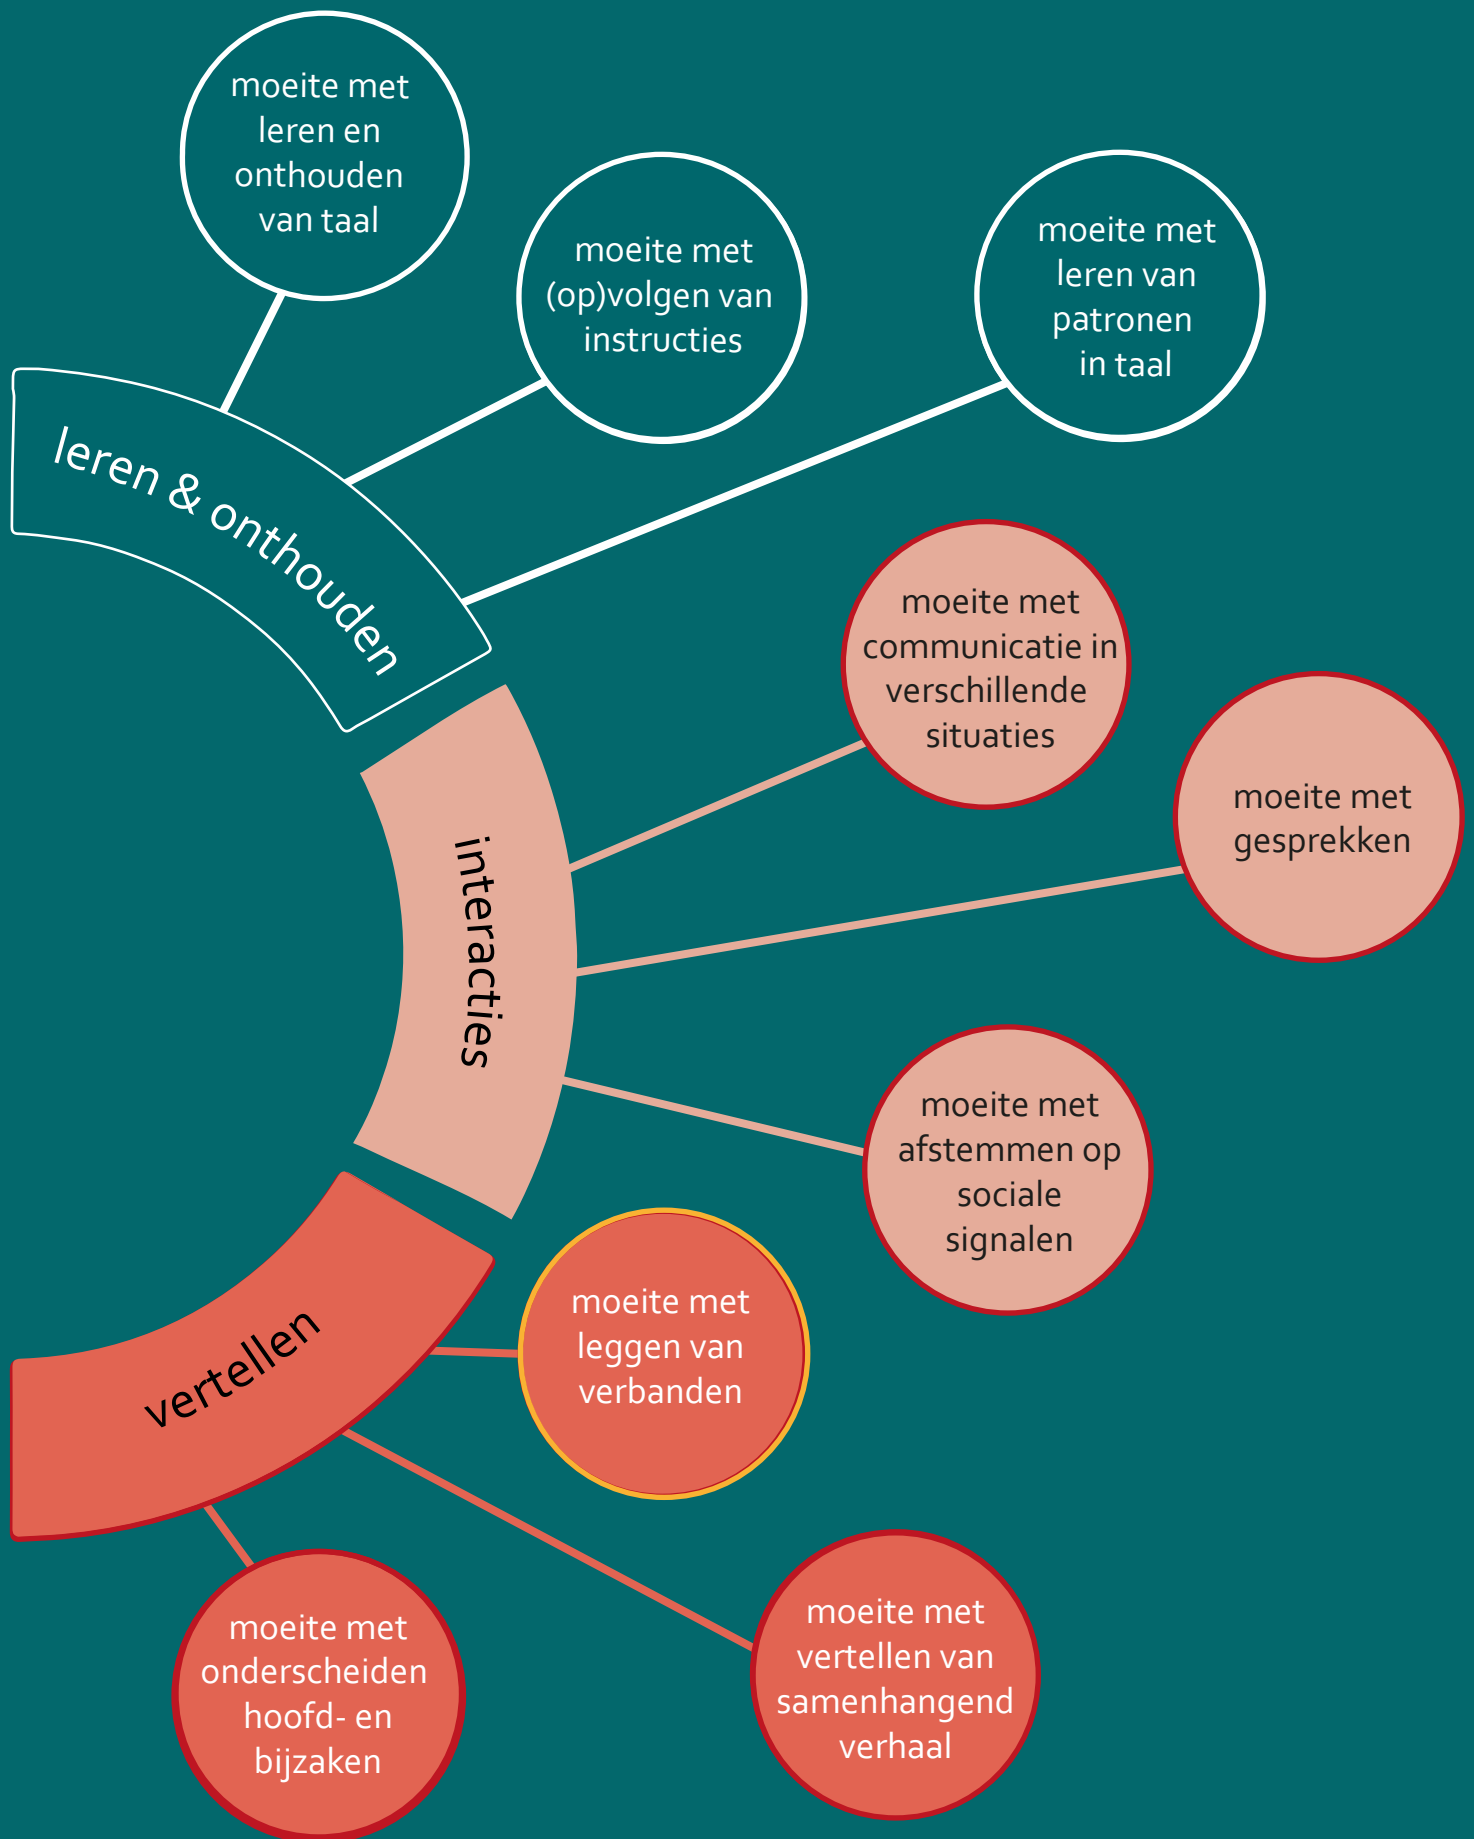 moeite met
leren en
onthouden
van taal
moeite met
(op)volgen van
instructies
moeite met
leren van
patronen
in taal
leren & onthouden
moeite met
communicatie in
verschillende
situaties
moeite met
gesprekken
interacties
moeite met
afstemmen op
sociale
signalen
moeite met
leggen van
verbanden
vertellen
moeite met
vertellen van
samenhangend
verhaal
moeite met
onderscheiden
hoofd- en
bijzaken